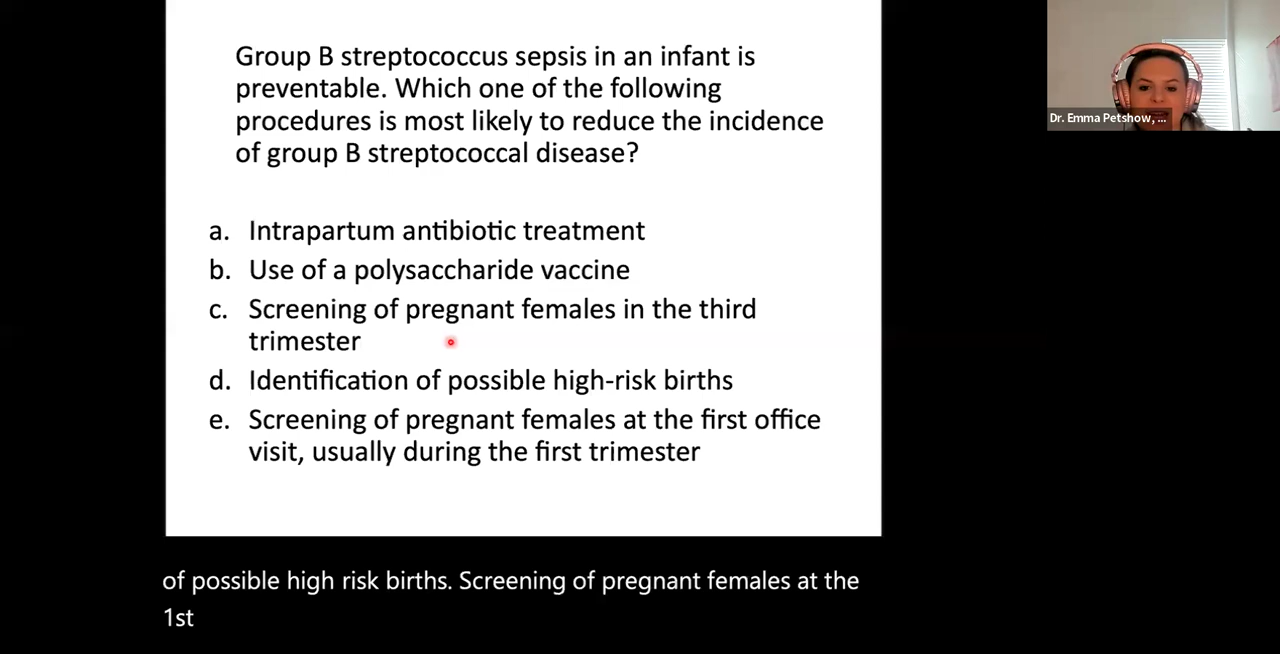 Group B streptococcus sepsis in an infant is
preventable. Which one of the following
procedures is most likely to reduce the incidence
of group B streptococcal disease?
a. Intrapartum antibiotic treatment
b. Use of a polysaccharide vaccine
c. Screening of pregnant females in the third
trimester
d. Identification of possible high-risk births
e. Screening of pregnant females at the first office
visit, usually during the first trimester
Dr. Emma Petshow, ...
of possible high risk births. Screening of pregnant females at the
1st